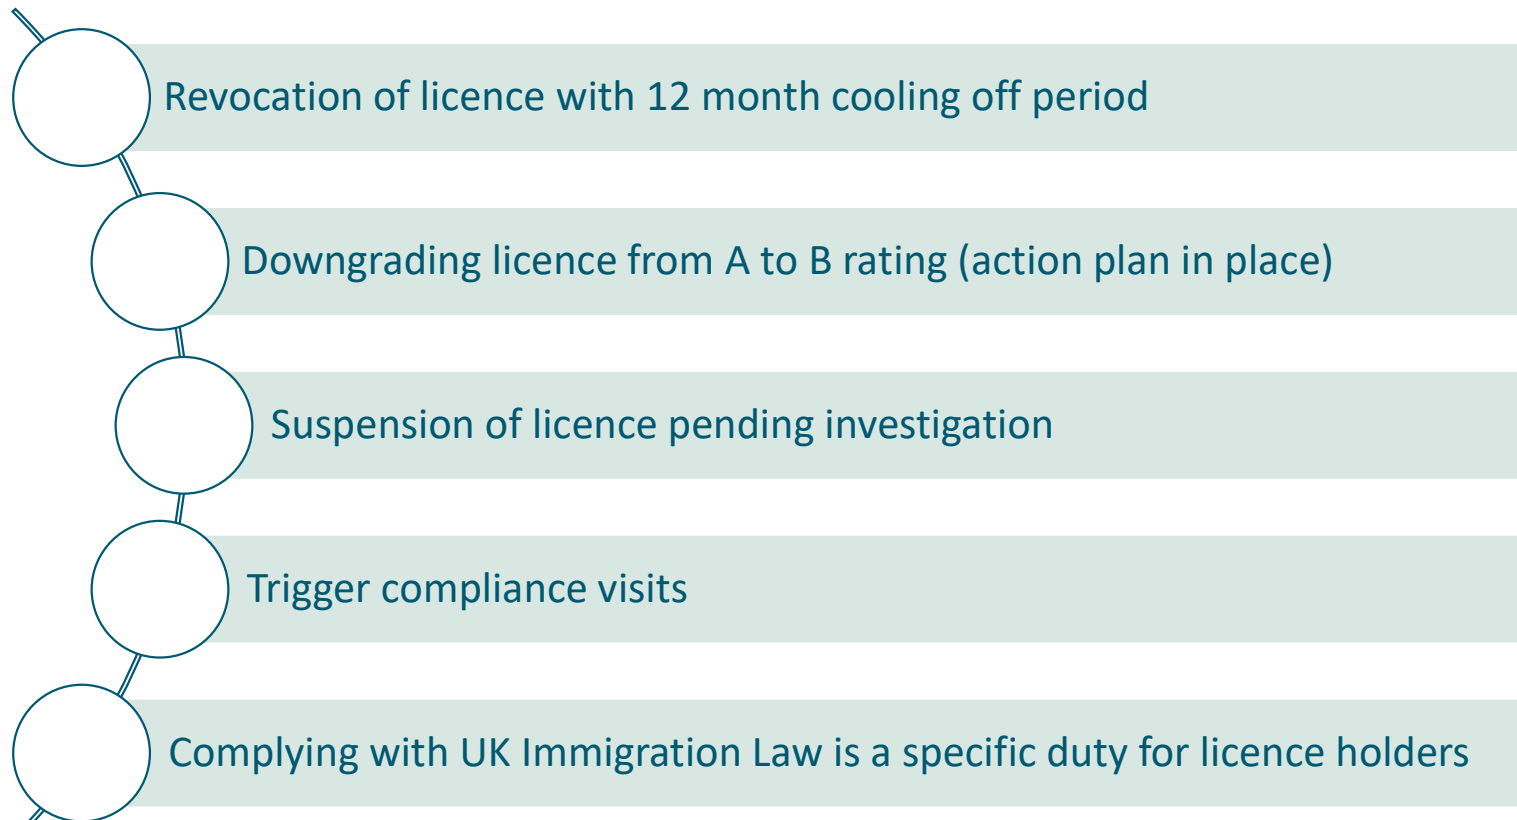 Revocation of licence with 12 month cooling off period
Downgrading licence from A to B rating (action plan in place)
Suspension of licence pending investigation
Trigger compliance visits
Complying with UK Immigration Law is a specific duty for licence holders